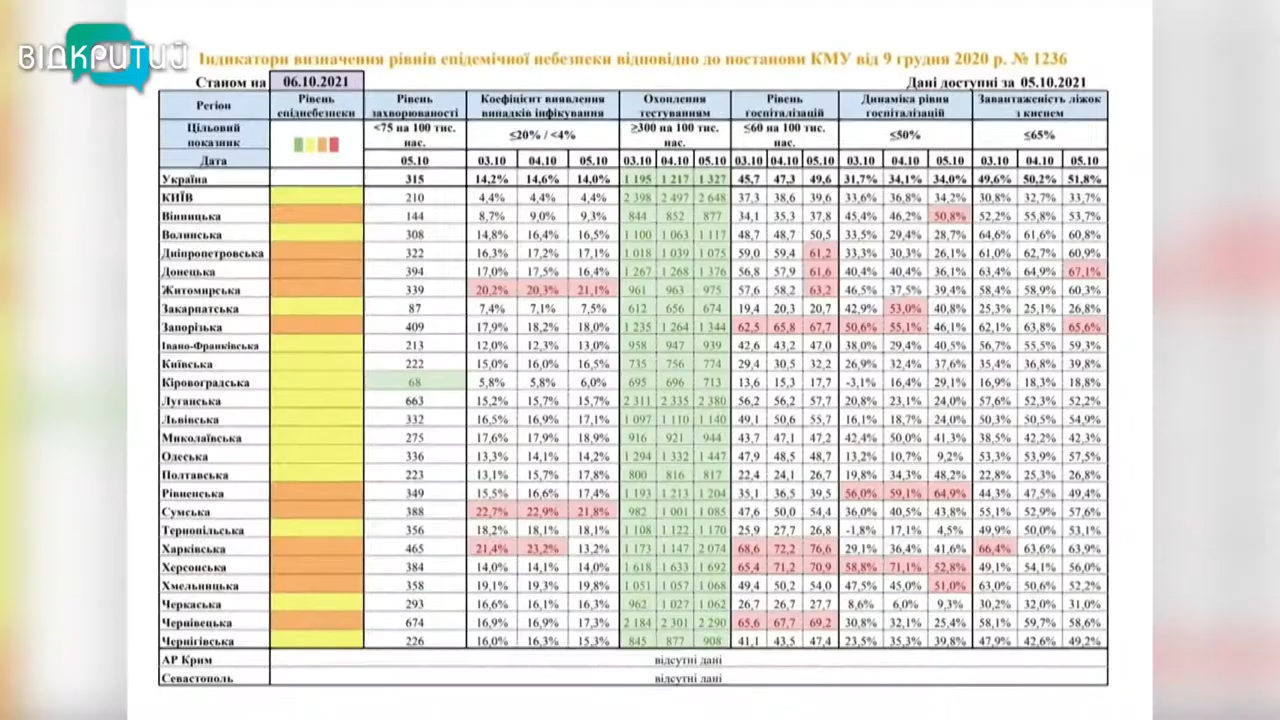 ВІДКРИТИЙ
Індикатори визначення рівнів епідемічної небезпеки відповідно до постанови КМУ від 9 грудня 2020 р. № 1236
Станом на 06.10.2021 Дані доступні за 05.10.2021
Регіон Рівень епіднебезпеки Рівень захворюваності Коефіцієнт виявлення випадків інфікування Охоплення тестуванням Рівень госпіталізацій Динаміка рівня госпіталізацій Завантаженість ліжок з киснем
Цільовий показник <75 на 100 тис. нас. ≤20% / <4% ≥300 на 100 тис. нас. ≤60 на 100 тис. нас. ≤50% ≤65%
Дата 05.10 03.10 04.10 05.10 03.10 04.10 05.10 03.10 04.10 05.10 03.10 04.10 05.10 03.10 04.10 05.10
Україна 315 14,2% 14,6% 14,0% 1 195 1 217 1 327 45,7 47,3 49,6 31,7% 34,1% 34,0% 49,6% 50,2% 51,8%
КИЇВ 210 4,4% 4,4% 4,4% 2 398 2 497 2 648 37,3 38,6 39,6 33,6% 36,8% 34,2% 30,8% 32,7% 33,7%
Вінницька 144 8,7% 9,0% 9,3% 844 852 877 34,1 35,3 37,8 45,4% 46,2% 50,8% 52,2% 55,8% 53,7%
Волинська 308 14,8% 16,4% 16,5% 1 100 1 063 1 117 48,7 48,7 50,5 33,5% 29,4% 28,7% 64,6% 61,6% 60,8%
Дніпропетровська 322 16,3% 17,2% 17,1% 1 018 1 039 1 075 59,0 59,4 61,2 33,3% 30,3% 26,1% 61,0% 62,7% 60,9%
Донецька 394 17,0% 17,5% 16,4% 1 267 1 268 1 376 56,8 57,9 61,6 40,4% 40,4% 36,1% 63,4% 64,9% 67,1%
Житомирська 339 20,2% 20,3% 21,1% 961 963 975 57,6 58,2 63,2 46,5% 37,5% 39,4% 58,4% 58,9% 60,3%
Закарпатська 87 7,4% 7,1% 7,5% 612 656 674 19,4 20,3 20,7 42,9% 53,0% 40,8% 25,3% 25,1% 26,8%
Запорізька 409 17,9% 18,2% 18,0% 1 235 1 264 1 344 62,5 65,8 67,7 50,6% 55,1% 46,1% 62,1% 63,8% 65,6%
Івано-Франківська 213 12,0% 12,3% 13,0% 958 947 939 42,6 43,2 47,0 38,0% 29,4% 40,5% 56,7% 55,5% 59,3%
Київська 222 15,0% 16,0% 16,5% 735 756 774 29,4 30,5 32,2 26,9% 32,4% 37,6% 35,4% 36,8% 39,8%
Кіровоградська 68 5,8% 5,8% 6,0% 695 696 713 13,6 15,3 17,7 -3,1% 16,4% 29,1% 16,9% 18,3% 18,8%
Луганська 663 15,2% 15,7% 15,7% 2 311 2 335 2 380 56,2 56,2 57,7 20,8% 23,1% 24,0% 57,6% 52,3% 52,2%
Львівська 332 16,5% 16,9% 17,1% 1 097 1 110 1 140 49,1 50,6 55,7 16,1% 18,7% 24,0% 50,3% 50,5% 54,9%
Миколаївська 275 17,6% 17,9% 18,9% 916 921 944 43,7 47,1 47,2 42,4% 50,0% 41,3% 38,5% 42,2% 42,3%
Одеська 336 13,3% 14,1% 14,2% 1 294 1 332 1 447 47,9 48,5 48,7 13,2% 10,7% 9,2% 53,3% 53,9% 57,5%
Полтавська 223 13,1% 15,7% 17,8% 800 816 817 22,4 24,1 26,7 19,8% 34,3% 48,2% 22,8% 25,3% 26,8%
Рівненська 349 15,5% 16,6% 17,4% 1 193 1 213 1 204 35,1 36,5 39,5 56,0% 59,1% 64,9% 44,3% 47,5% 49,4%
Сумська 388 22,7% 22,9% 21,8% 982 1 001 1 085 47,6 50,0 54,4 36,0% 40,5% 43,8% 55,1% 52,9% 57,6%
Тернопільська 356 18,2% 18,1% 18,1% 1 108 1 122 1 170 25,9 27,7 26,8 -1,8% 17,1% 4,5% 49,9% 50,0% 53,1%
Харківська 465 21,4% 23,2% 13,2% 1 173 1 147 2 074 68,6 72,2 76,6 29,1% 36,4% 41,6% 66,4% 63,6% 63,9%
Херсонська 384 14,0% 14,1% 14,0% 1 618 1 633 1 692 65,4 71,2 70,9 58,8% 71,1% 52,8% 49,1% 54,1% 56,0%
Хмельницька 358 19,1% 19,3% 19,8% 1 051 1 057 1 068 49,4 50,2 54,0 47,5% 45,0% 51,0% 63,0% 50,6% 52,2%
Черкаська 293 16,6% 16,1% 16,3% 962 1 027 1 062 26,7 26,7 27,7 8,6% 6,0% 9,3% 30,2% 32,0% 31,0%
Чернівецька 674 16,9% 16,9% 17,3% 2 184 2 301 2 290 65,6 67,7 69,2 30,8% 32,1% 25,4% 58,1% 59,7% 58,6%
Чернігівська 226 16,0% 16,3% 15,3% 845 877 908 41,1 43,5 47,4 23,5% 35,3% 39,8% 47,9% 42,6% 49,2%
АР Крим відсутні дані
Севастополь відсутні дані